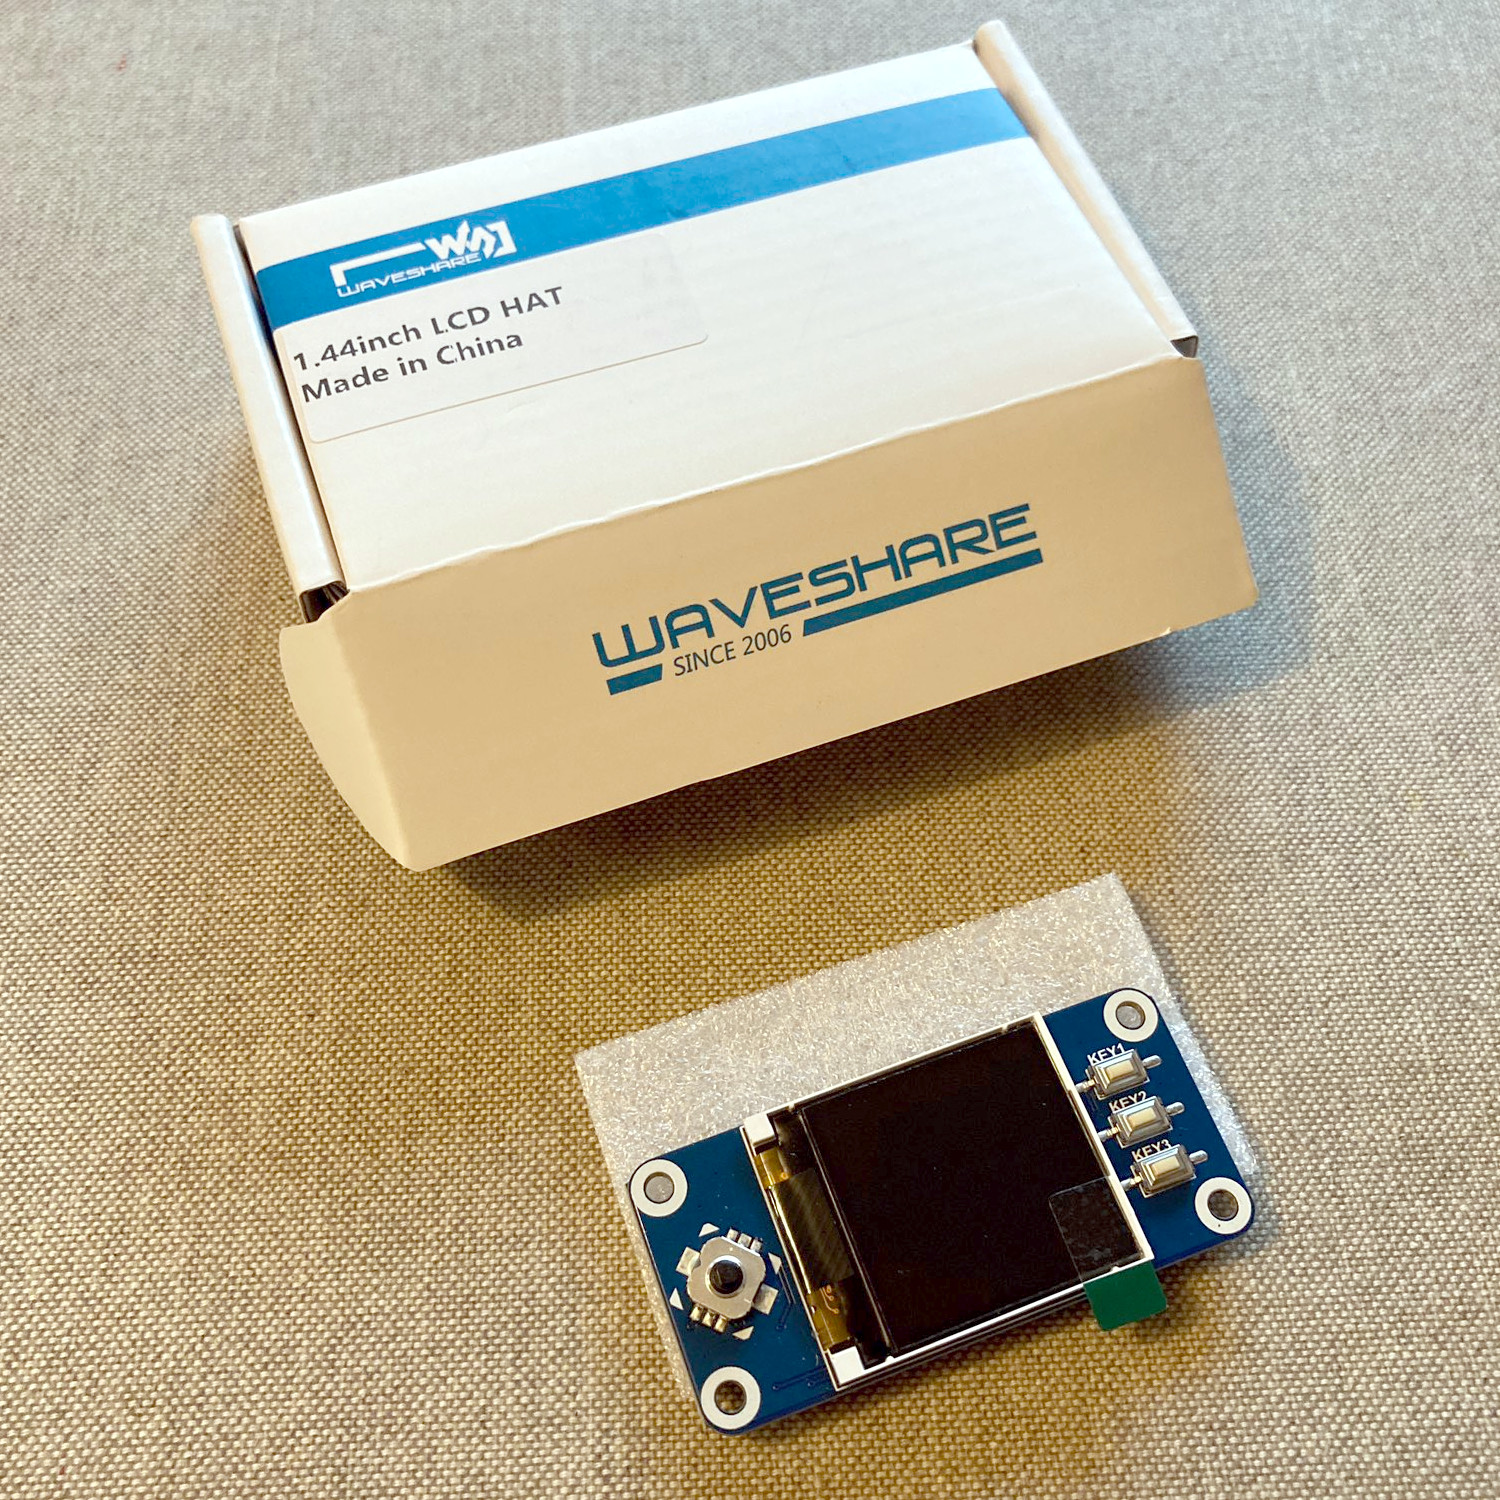 WAVESHARE
1.44inch LCD HAT
Made in China
WAVESHARE
SINCE 2006
KEY1
KEY2
KEY3